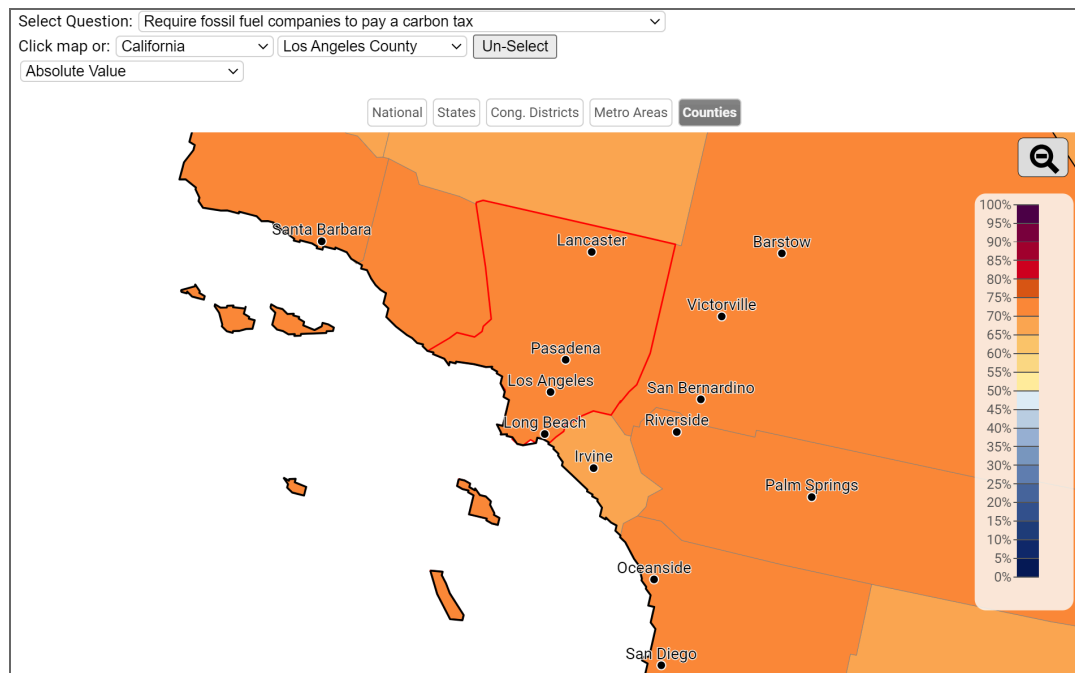 Select Question: Require fossil fuel companies to pay a carbon tax
Click map or: California Los Angeles County Un-Select
Absolute Value
National States Cong. Districts Metro Areas Counties
Santa Barbara
Lancaster
Barstow
Victorville
Pasadena
Los Angeles
San Bernardino
Long Beach
Riverside
Irvine
Palm Springs
Oceanside
San Diego
100%
95%
90%
85%
80%
75%
70%
65%
60%
55%
50%
45%
40%
35%
30%
25%
20%
15%
10%
5%
0%